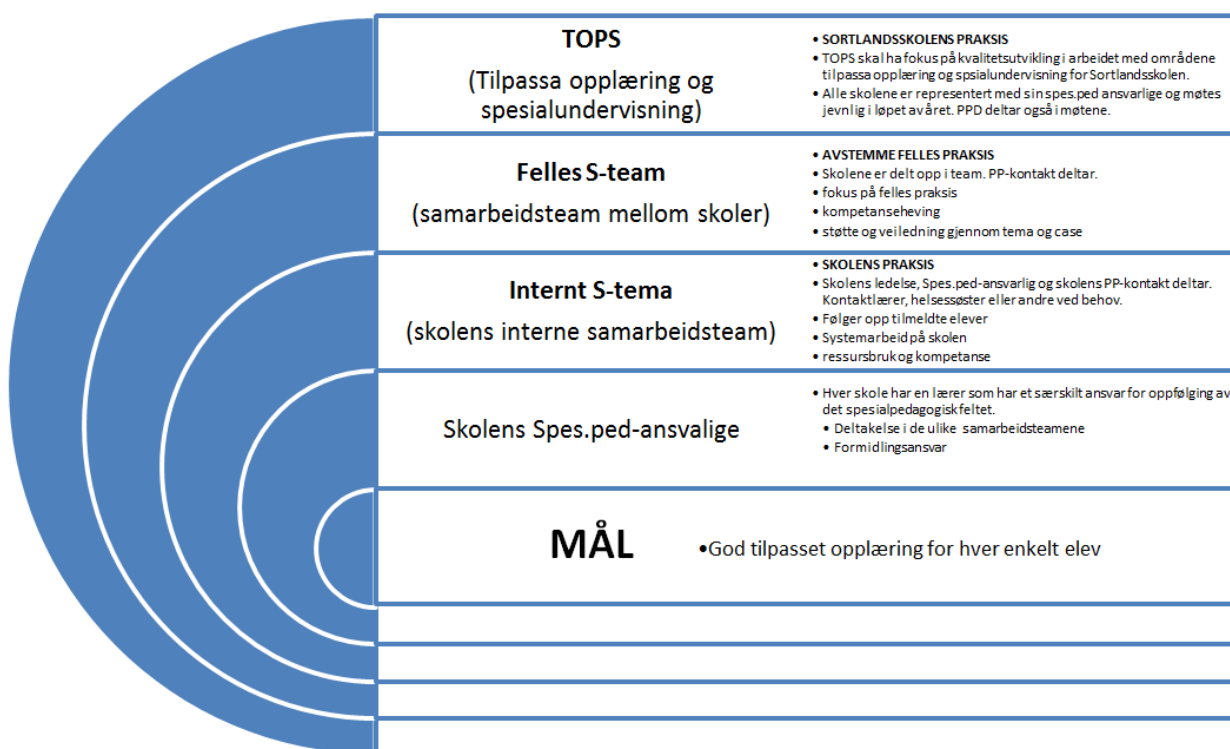 TOPS
(Tilpassa opplæring og
spesialundervisning)
• SORTLANDSSKOLENS PRAKSIS
• TOPS skal ha fokus på kvalitetsutvikling i arbeidet med områdene
tilpassa opplæring og spsialundervisning for Sortlandsskolen.
• Alle skolene er representert med sin spes.ped ansvarlige og møtes
jevnlig i løpet av året. PPD deltar også i møtene.
Felles S-team
(samarbeidsteam mellom skoler)
• AVSTEMME FELLES PRAKSIS
• Skolene er delt opp i team. PP-kontakt deltar.
• fokus på felles praksis
• kompetanseheving
• støtte og veiledning gjennom tema og case
Internt S-tema
(skolens interne samarbeidsteam)
• SKOLENS PRAKSIS
• Skolens ledelse, Spes.ped-ansvarlig og skolens PP-kontakt deltar.
Kontaktlærer, helsessøster eller andre ved behov.
• Følger opp tilmeldte elever
• Systemarbeid på skolen
• ressursbruk og kompetanse
Skolens Spes.ped-ansvalige
• Hver skole har en lærer som har et særskilt ansvar for oppfølging av
det spesialpedagogisk feltet.
• Deltakelse i de ulike samarbeidsteamene
• Formidlingsansvar
MÅL
•God tilpasset opplæring for hver enkelt elev